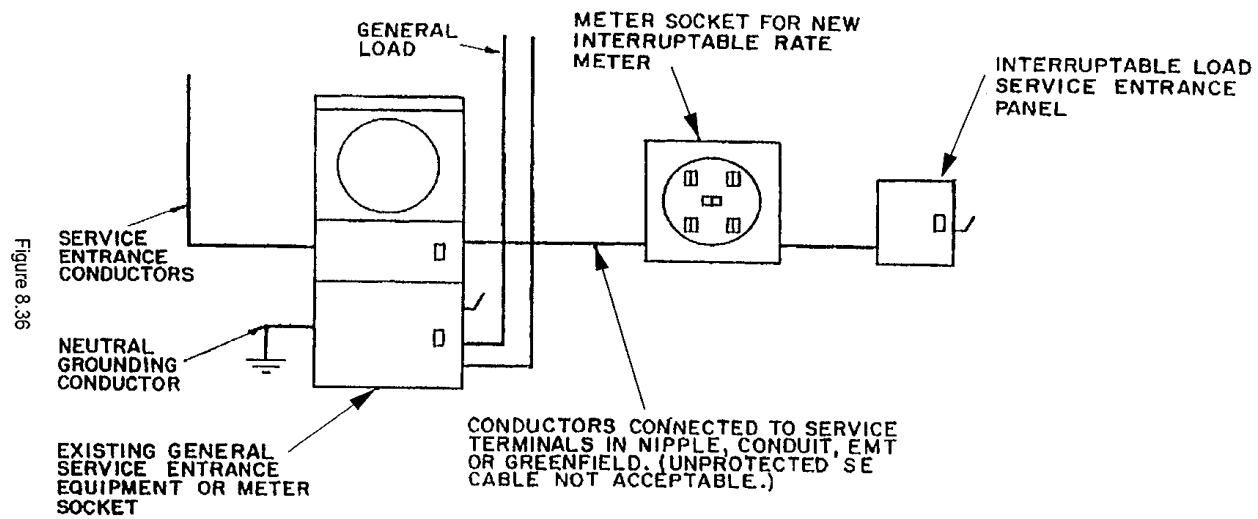 GENERAL
LOAD
METER SOCKET FOR NEW
INTERRUPTABLE RATE
METER
INTERRUPTABLE LOAD
SERVICE ENTRANCE
PANEL
SERVICE
ENTRANCE
CONDUCTORS
NEUTRAL
GROUNDING
CONDUCTOR
EXISTING GENERAL
SERVICE ENTRANCE
EQUIPMENT OR METER
SOCKET
CONDUCTORS CONNECTED TO SERVICE
TERMINALS IN NIPPLE, CONDUIT, EMT
OR GREENFIELD. (UNPROTECTED SE
CABLE NOT ACCEPTABLE.)
Figure 8.36